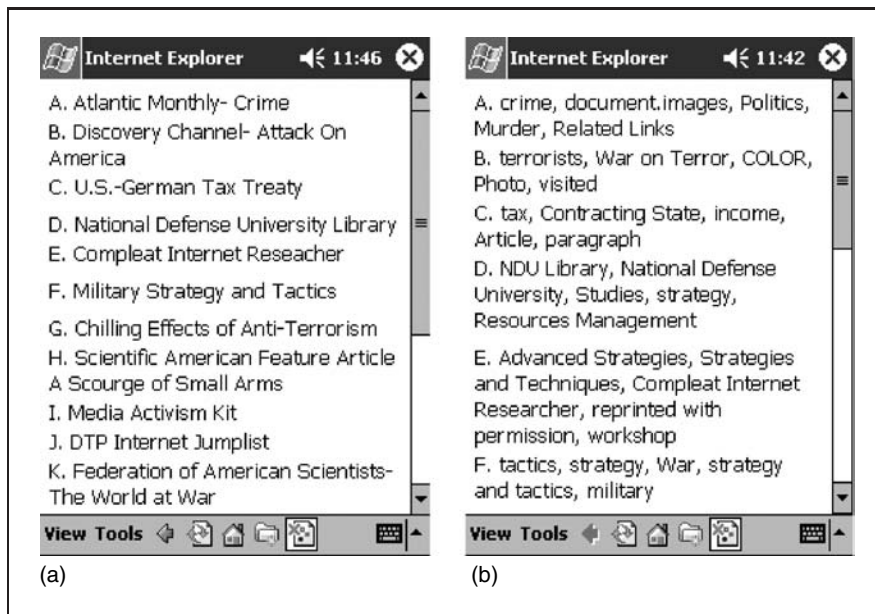 Internet Explorer 11:46
A. Atlantic Monthly- Crime
B. Discovery Channel- Attack On
America
C. U.S.-German Tax Treaty
D. National Defense University Library
E. Compleat Internet Reseacher
F. Military Strategy and Tactics
G. Chilling Effects of Anti-Terrorism
H. Scientific American Feature Article
A Scourge of Small Arms
I. Media Activism Kit
J. DTP Internet Jumplist
K. Federation of American Scientists-
The World at War
View Tools
(a)
Internet Explorer 11:42
A. crime, document.images, Politics,
Murder, Related Links
B. terrorists, War on Terror, COLOR,
Photo, visited
C. tax, Contracting State, income,
Article, paragraph
D. NDU Library, National Defense
University, Studies, strategy,
Resources Management
E. Advanced Strategies, Strategies
and Techniques, Compleat Internet
Researcher, reprinted with
permission, workshop
F. tactics, strategy, War, strategy
and tactics, military
View Tools
(b)